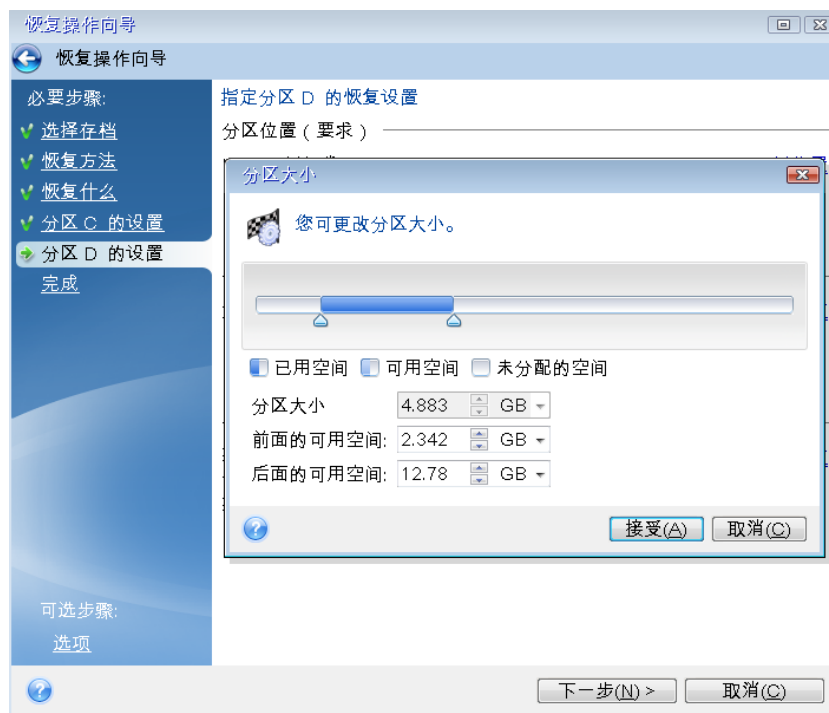 恢复操作向导
恢复操作向导
必要步骤:
选择存档
恢复方法
恢复什么
分区 C 的设置
分区 D 的设置
完成
可选步骤:
选项
指定分区 D 的恢复设置
分区位置 ( 要求 )
分区大小
您可更改分区大小。
已用空间 可用空间 未分配的空间
分区大小 4.883 GB
前面的可用空间: 2.342 GB
后面的可用空间: 12.78 GB
接受(A) 取消(C)
下一步(N) > 取消(C)